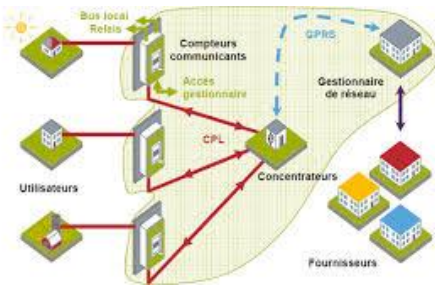 Bus local
Relais
Compteurs
communicants
Accès
gestionnaire
GPRS
Gestionnaire
de réseau
CPL
Utilisateurs
Concentrateurs
Fournisseurs